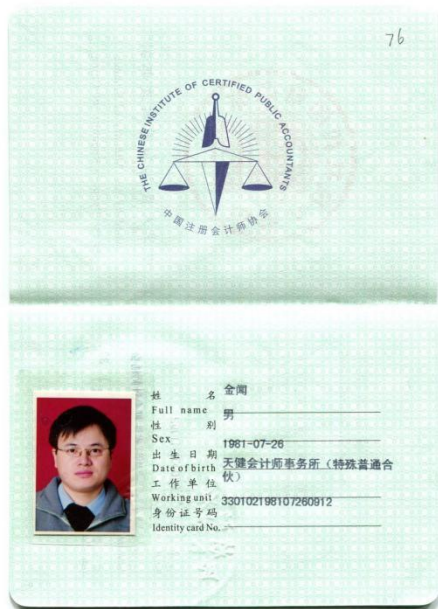 76
THE CHINESE INSTITUTE OF CERTIFIED PUBLIC ACCOUNTANTS
中国注册会计师协会
姓 名 金闻
Full name
性 别 男
Sex
出生日期 1981-07-26
Date of birth
工作单位 天健会计师事务所（特殊普通合
伙）
Working unit
身份证号码 330102198107260912
Identity card No.